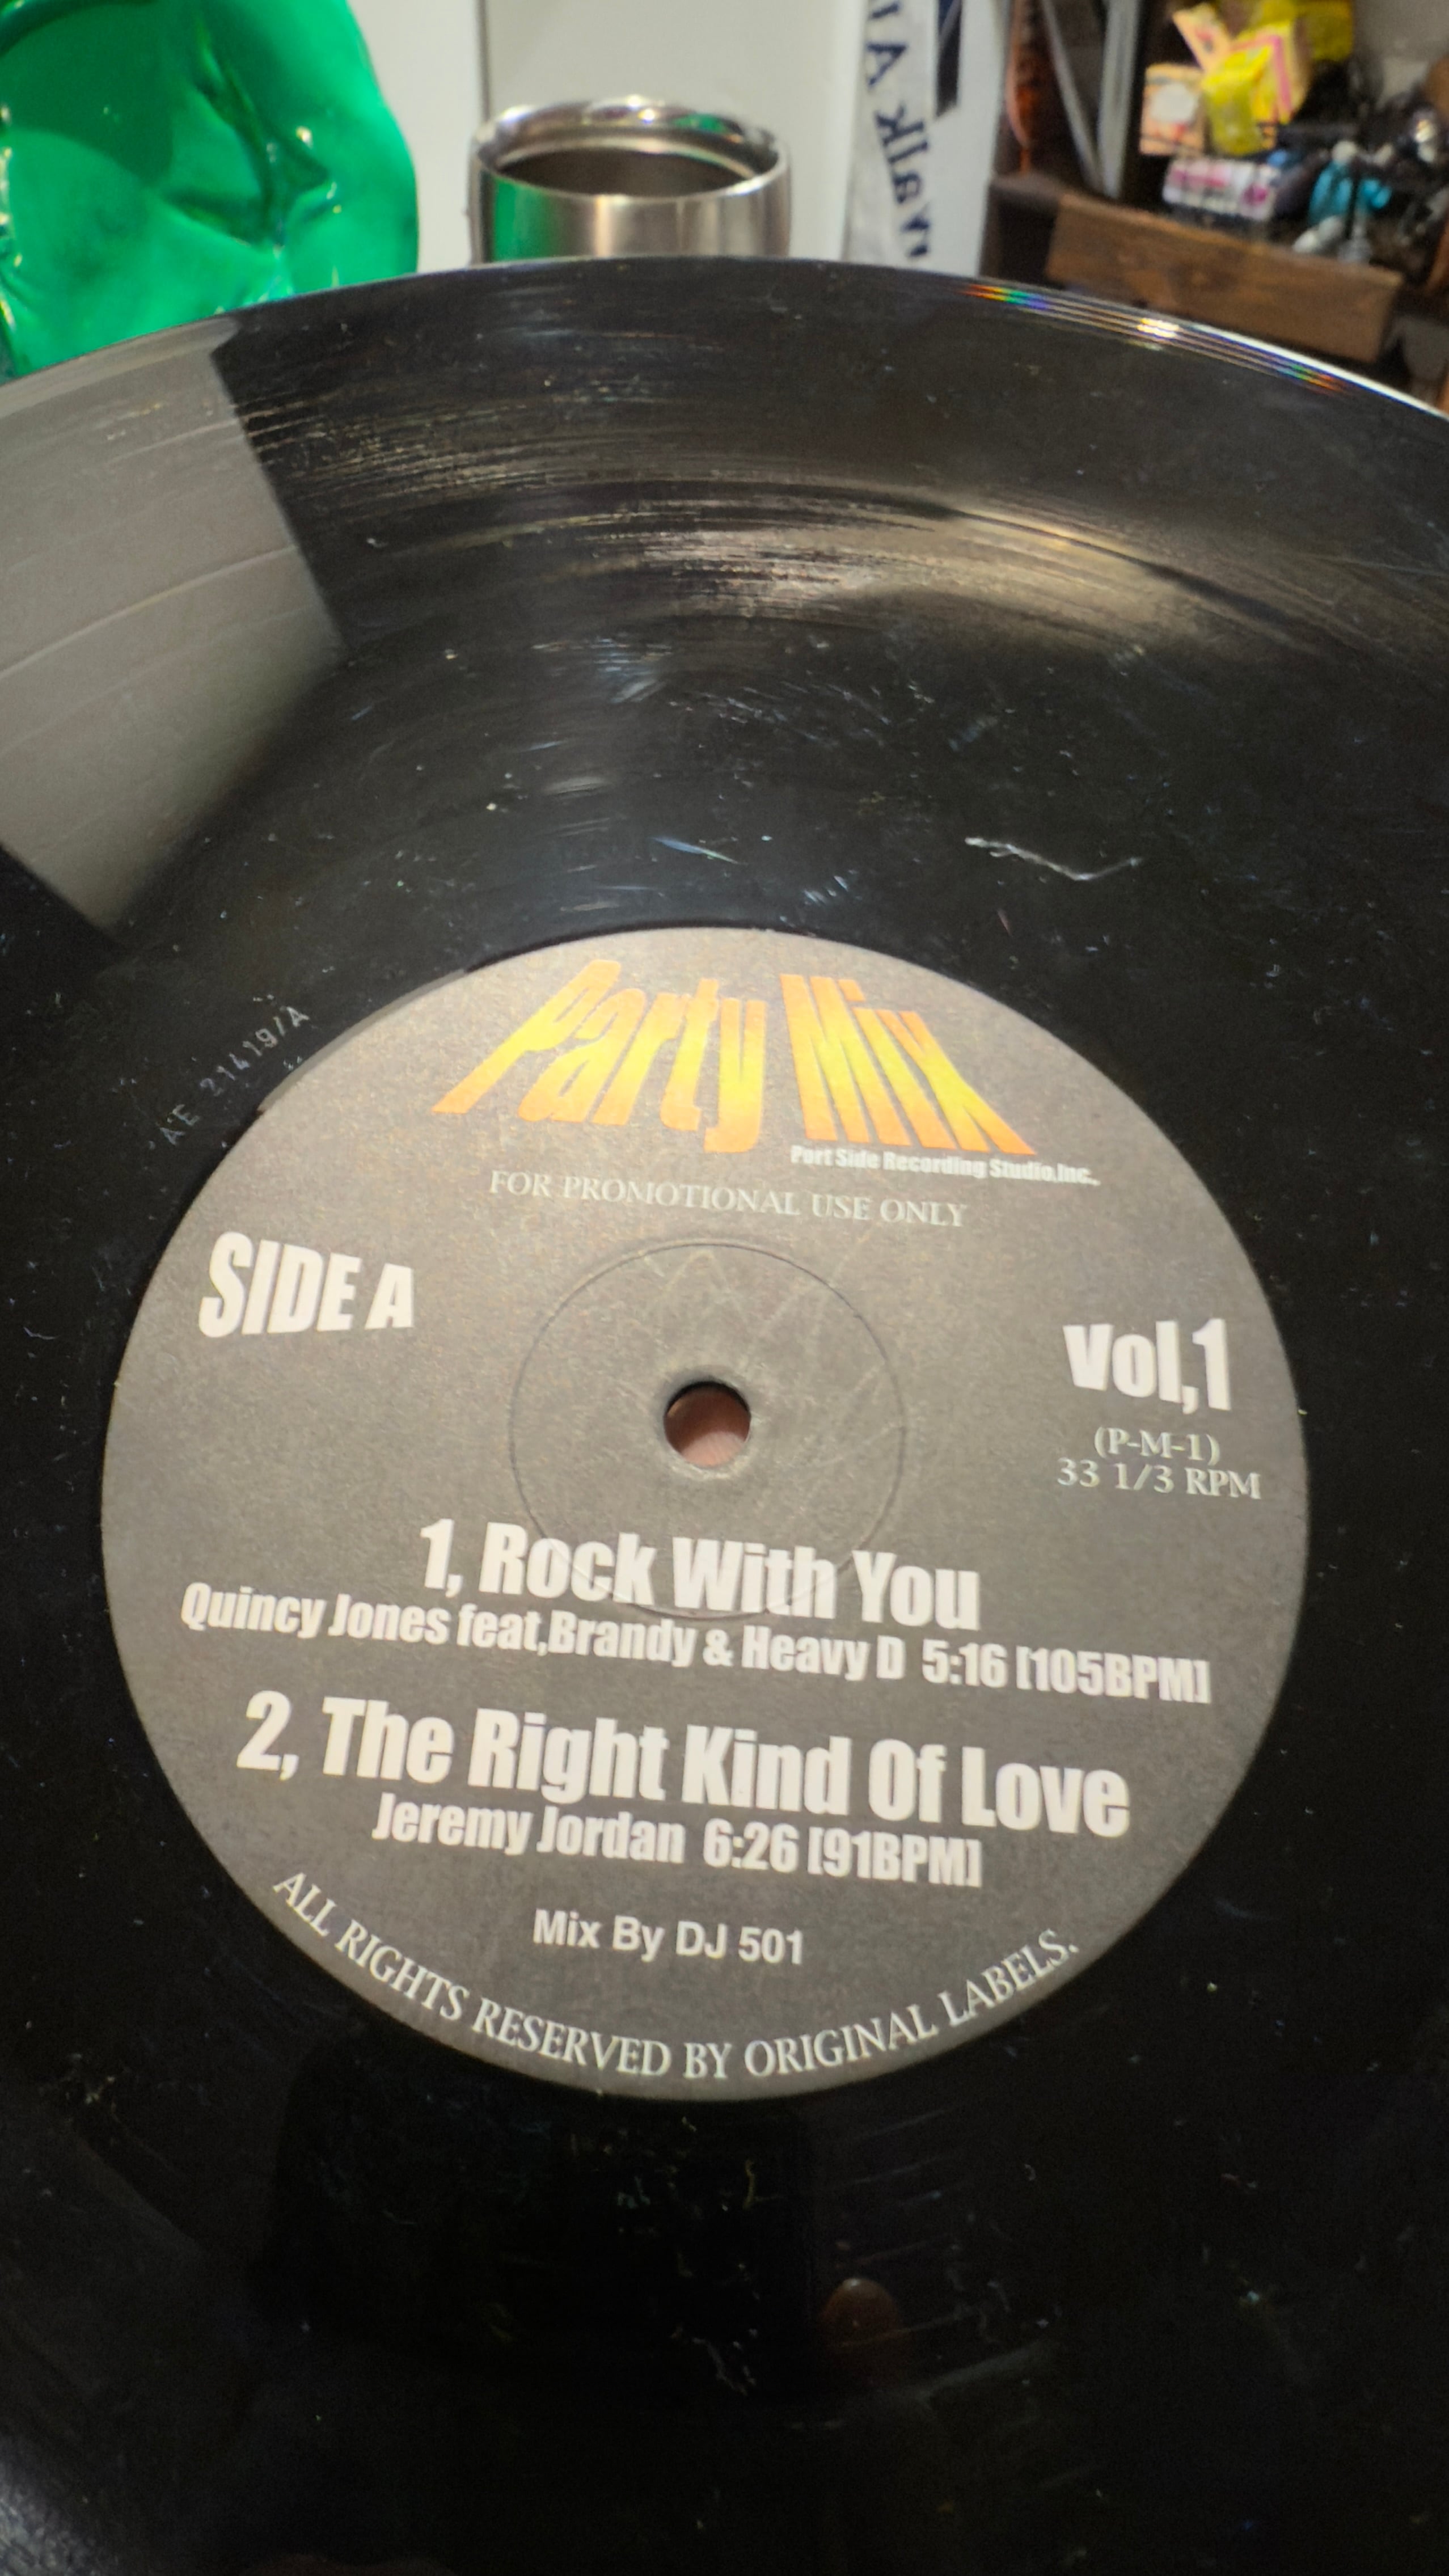 walk AI
AE 21419/A
Party Mix
Port Side Recording Studio,Inc.,
FOR PROMOTIONAL USE ONLY
SIDE A
Vol,1
(P-M-1)
33 1/3 RPM
1, Rock With You
Quincy Jones feat,Brandy & Heavy D 5:16 [105BPM]
2, The Right Kind Of Love
Jeremy Jordan 6:26 [91BPM]
Mix By DJ 501
ALL RIGHTS RESERVED BY ORIGINAL LABELS.